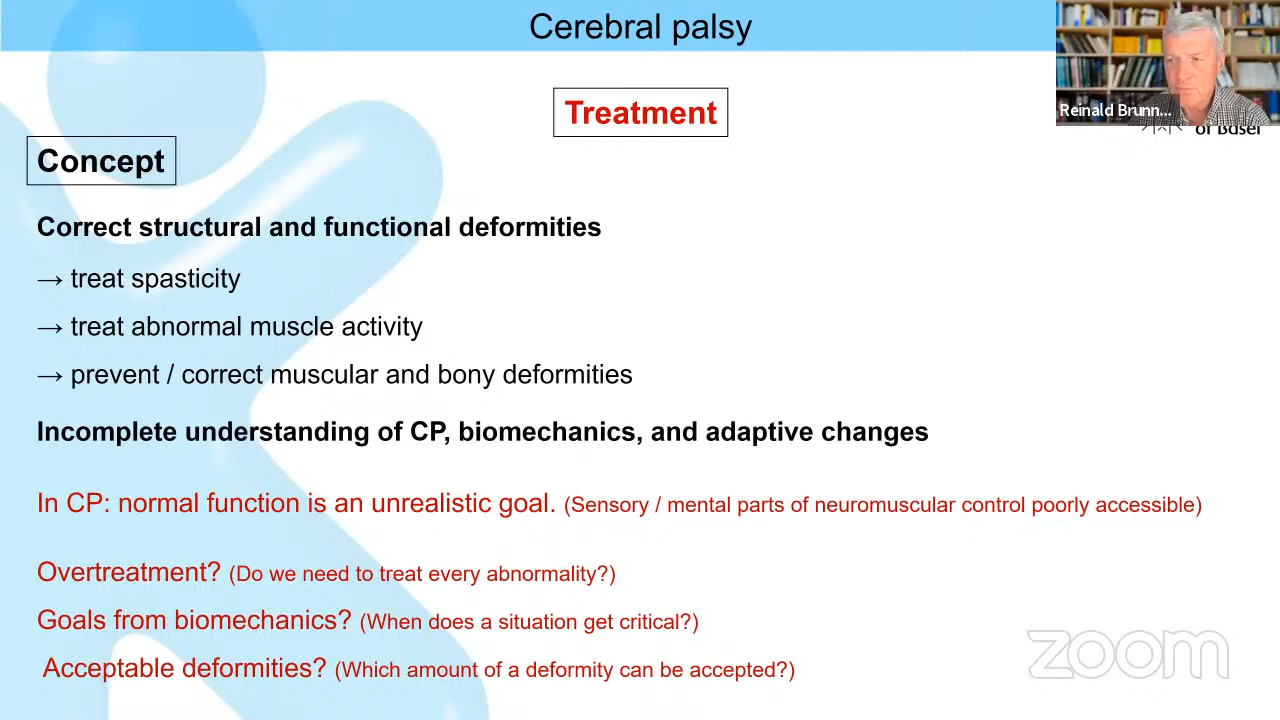 Cerebral palsy
Reinald Brunn...
of Basel
Treatment
Concept
Correct structural and functional deformities
→ treat spasticity
→ treat abnormal muscle activity
→ prevent / correct muscular and bony deformities
Incomplete understanding of CP, biomechanics, and adaptive changes
In CP: normal function is an unrealistic goal. (Sensory / mental parts of neuromuscular control poorly accessible)
Overtreatment? (Do we need to treat every abnormality?)
Goals from biomechanics? (When does a situation get critical?)
Acceptable deformities? (Which amount of a deformity can be accepted?)
zoom